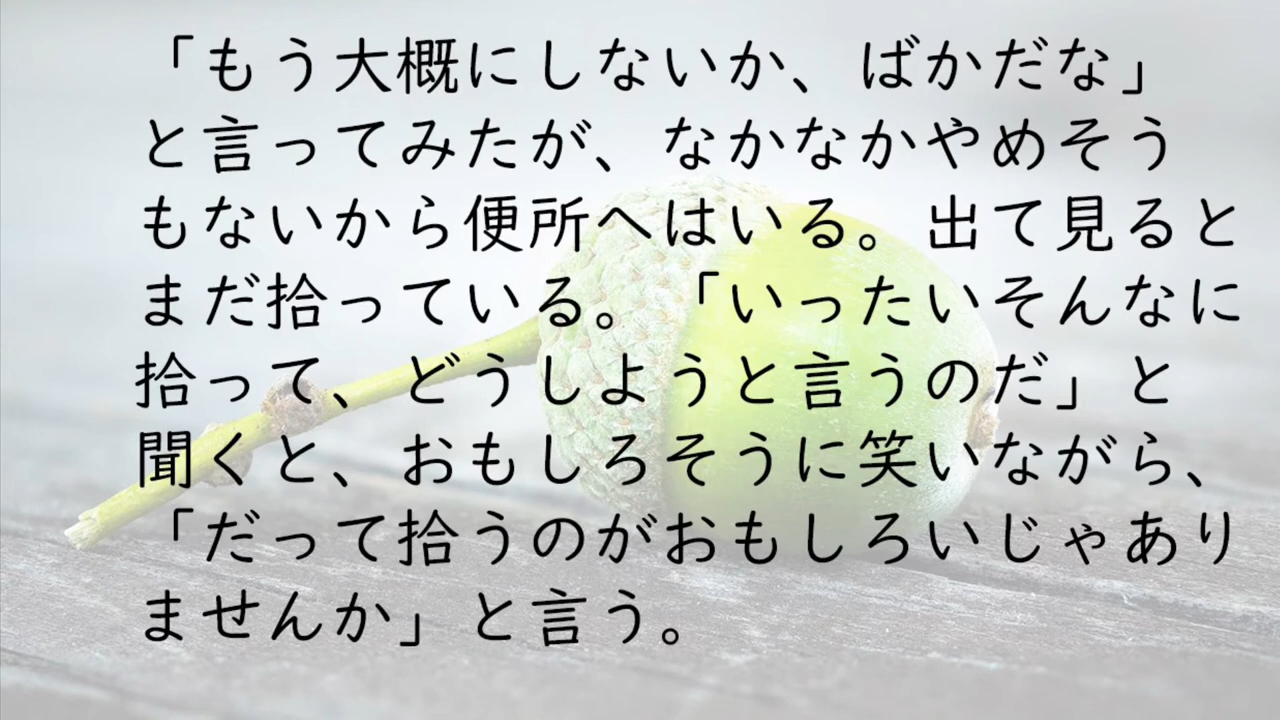 「もう大概にしないか、ばかだな」
と言ってみたが、なかなかやめそう
もないから便所へはいる。出て見ると
まだ拾っている。「いったいそんなに
拾って、どうしようと言うのだ」と
聞くと、おもしろそうに笑いながら、
「だって拾うのがおもしろいじゃあり
ませんか」と言う。